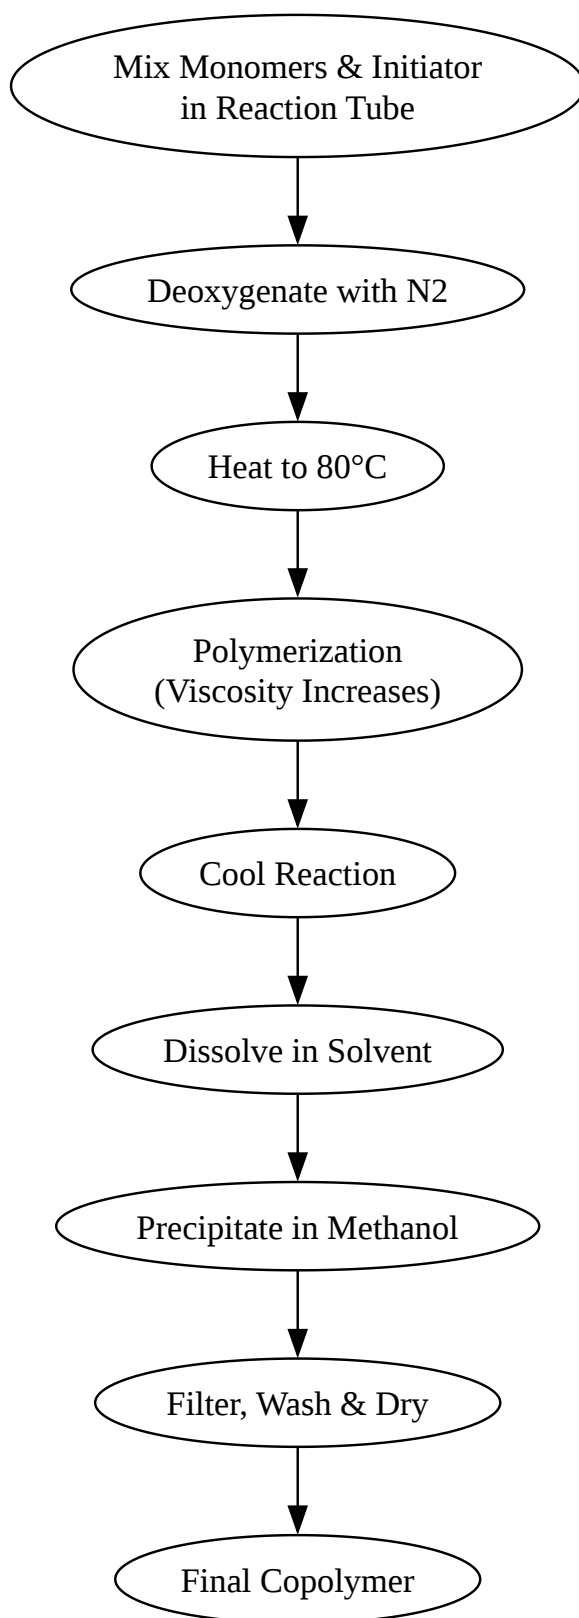 Mix Monomers & Initiator
in Reaction Tube
Deoxygenate with N2
Heat to 80°C
Polymerization
(Viscosity Increases)
Cool Reaction
Dissolve in Solvent
Precipitate in Methanol
Filter, Wash & Dry
Final Copolymer